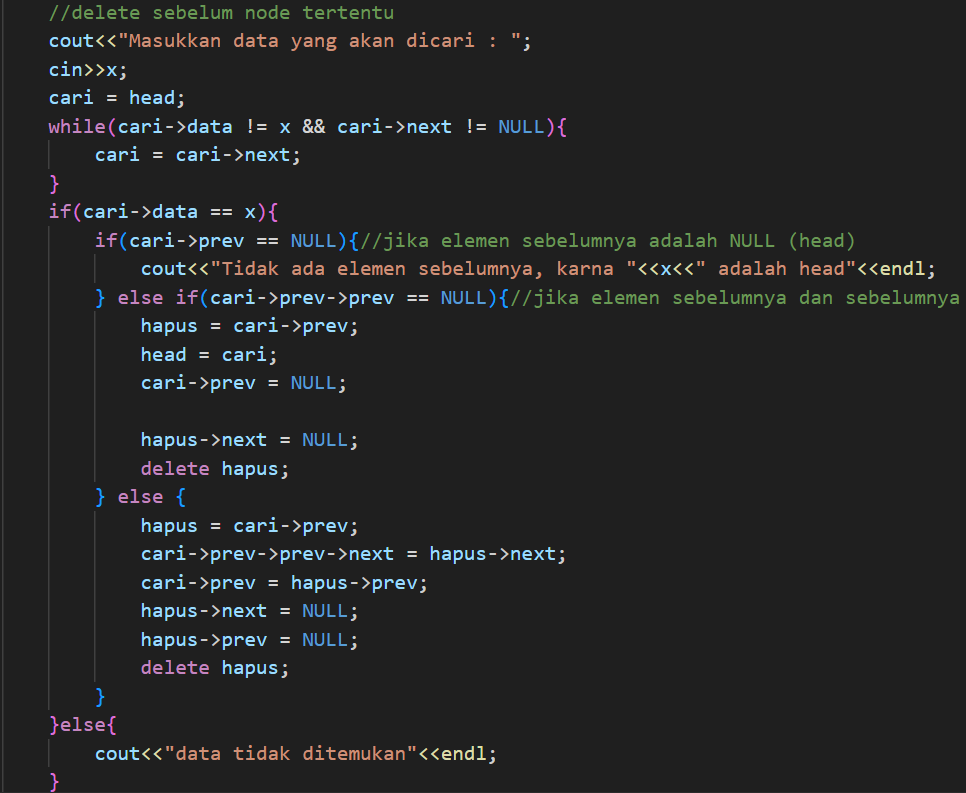 //delete sebelum node tertentu
cout<<"Masukkan data yang akan dicari : ";
cin>>x;
cari = head;
while(cari->data != x && cari->next != NULL){
    cari = cari->next;
}
if(cari->data == x){
    if(cari->prev == NULL){//jika elemen sebelumnya adalah NULL (head)
        cout<<"Tidak ada elemen sebelumnya, karna "<<x<<" adalah head"<<endl;
    } else if(cari->prev->prev == NULL){//jika elemen sebelumnya dan sebelumnya
        hapus = cari->prev;
        head = cari;
        cari->prev = NULL;

        hapus->next = NULL;
        delete hapus;
    } else {
        hapus = cari->prev;
        cari->prev->prev->next = hapus->next;
        cari->prev = hapus->prev;
        hapus->next = NULL;
        hapus->prev = NULL;
        delete hapus;
    }
}else{
    cout<<"data tidak ditemukan"<<endl;
}